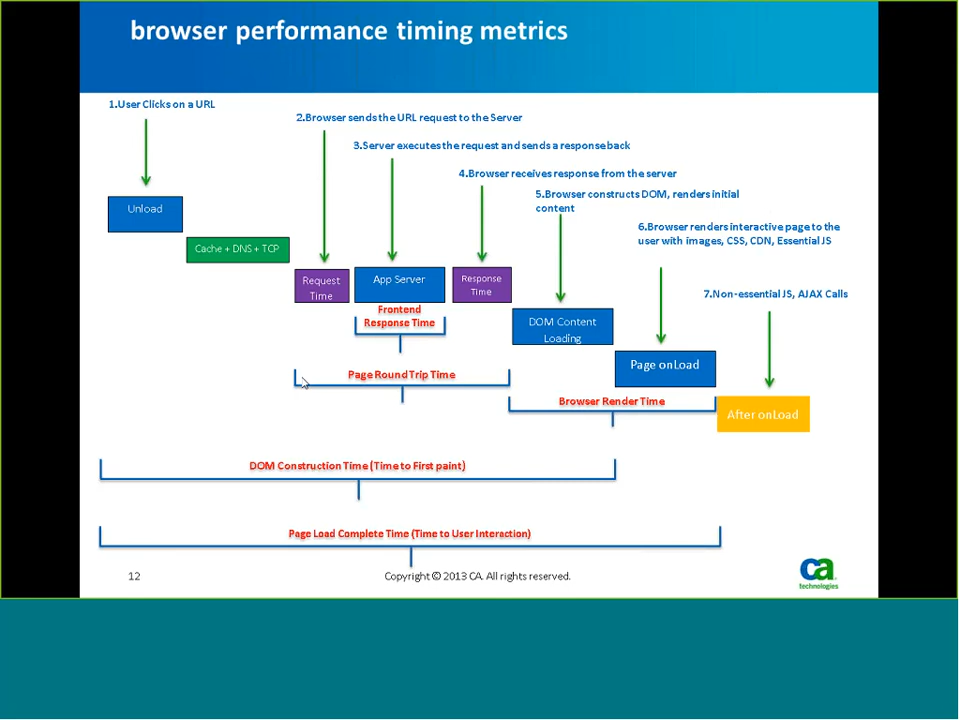 browser performance timing metrics
1.User Clicks on a URL
2.Browser sends the URL request to the Server
3.Server executes the request and sends a response back
4.Browser receives response from the server
5.Browser constructs DOM, renders initial
content
6.Browser renders interactive page to the
user with images, CSS, CDN, Essential JS
7.Non-essential JS, AJAX Calls
Unload
Cache + DNS + TCP
Request
Time
App Server
Response
Time
Frontend
Response Time
DOM Content
Loading
Page onLoad
Page Round Trip Time
Browser Render Time
After onLoad
DOM Construction Time (Time to First paint)
Page Load Complete Time (Time to User Interaction)
12
Copyright © 2013 CA. All rights reserved.
ca
technologies